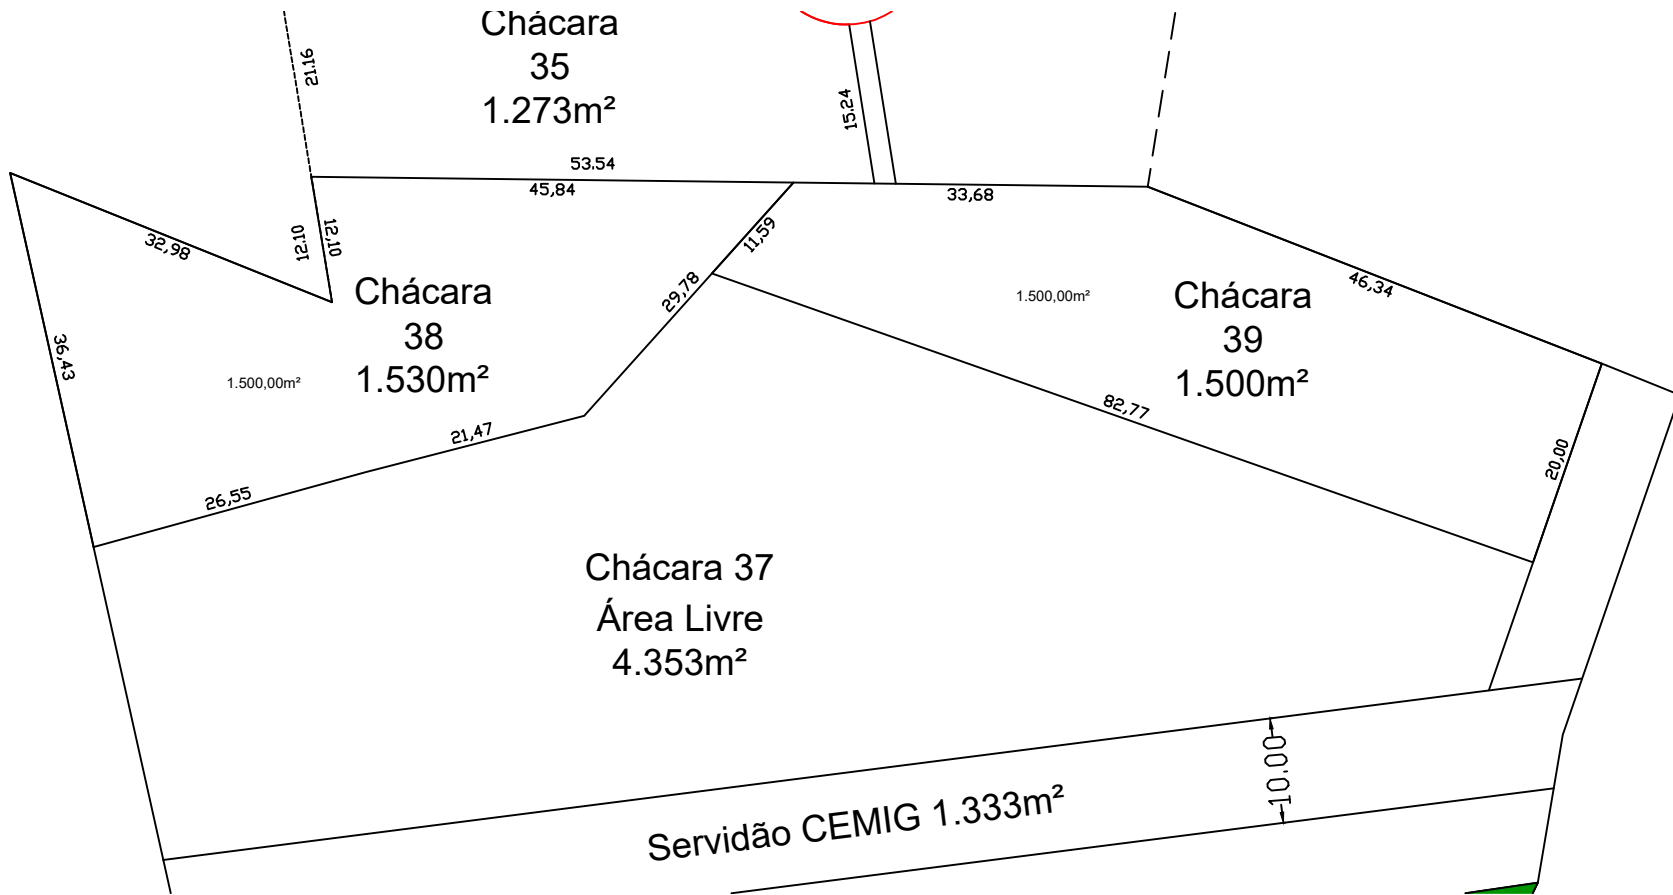 Chácara
35
1.273m²
21.16
15.24
53.54
45,84
33,68
32,98
12.10
12,10
11,59
29,78
46,34
36,43
Chácara
38
1.530m²
1.500,00m²
1.500,00m²
Chácara
39
1.500m²
82,77
20,00
21,47
26,55
Chácara 37
Área Livre
4.353m²
10.00
Servidão CEMIG 1.333m²